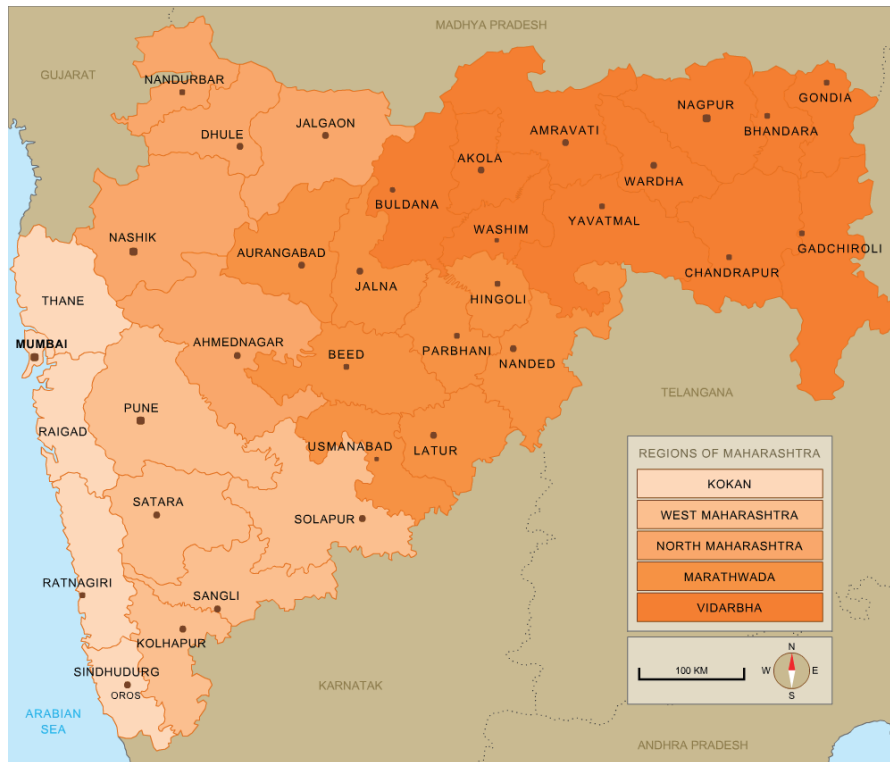 MADHYA PRADESH
GUJARAT
NANDURBAR
DHULE
JALGAON
AKOLA
AMRAVATI
NAGPUR
GONDIA
BHANDARA
BULDANA
WARDHA
WASHIM
YAVATMAL
NASHIK
AURANGABAD
JALNA
HINGOLI
CHANDRAPUR
GADCHIROLI
THANE
MUMBAI
AHMEDNAGAR
BEED
PARBHANI
NANDED
TELANGANA
PUNE
RAIGAD
USMANABAD
LATUR
SATARA
SOLAPUR
RATNAGIRI
SANGLI
KOLHAPUR
SINDHUDURG
OROS
ARABIAN
SEA
KARNATAK
ANDHRA PRADESH
REGIONS OF MAHARASHTRA
KOKAN
WEST MAHARASHTRA
NORTH MAHARASHTRA
MARATHWADA
VIDARBHA
100 KM
N
W E
S